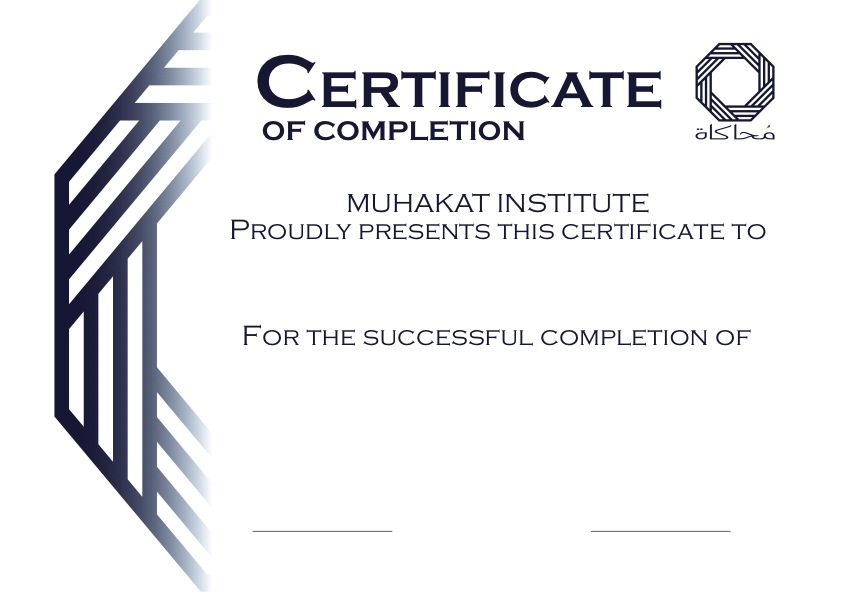 CERTIFICATE
OF COMPLETION
مُحاكاة
MUHAKAT INSTITUTE
PROUDLY PRESENTS THIS CERTIFICATE TO
FOR THE SUCCESSFUL COMPLETION OF